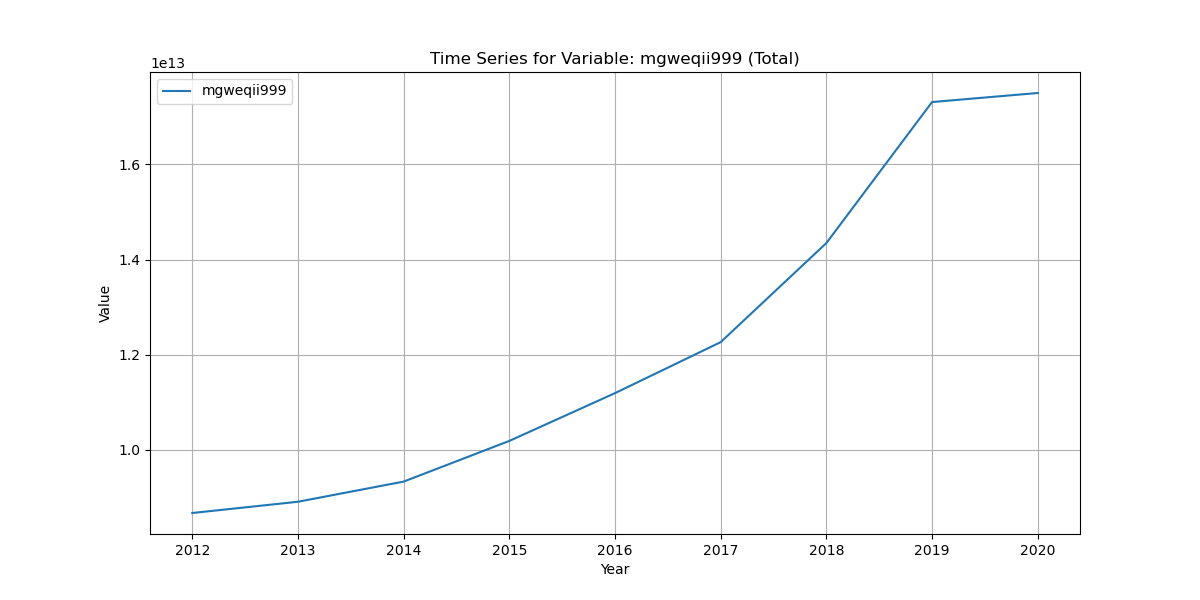 Time Series for Variable: mgweqii999 (Total)
1e13
mgweqii999
1.6
1.4
1.2
1.0
Value
2012 2013 2014 2015 2016 2017 2018 2019 2020
Year